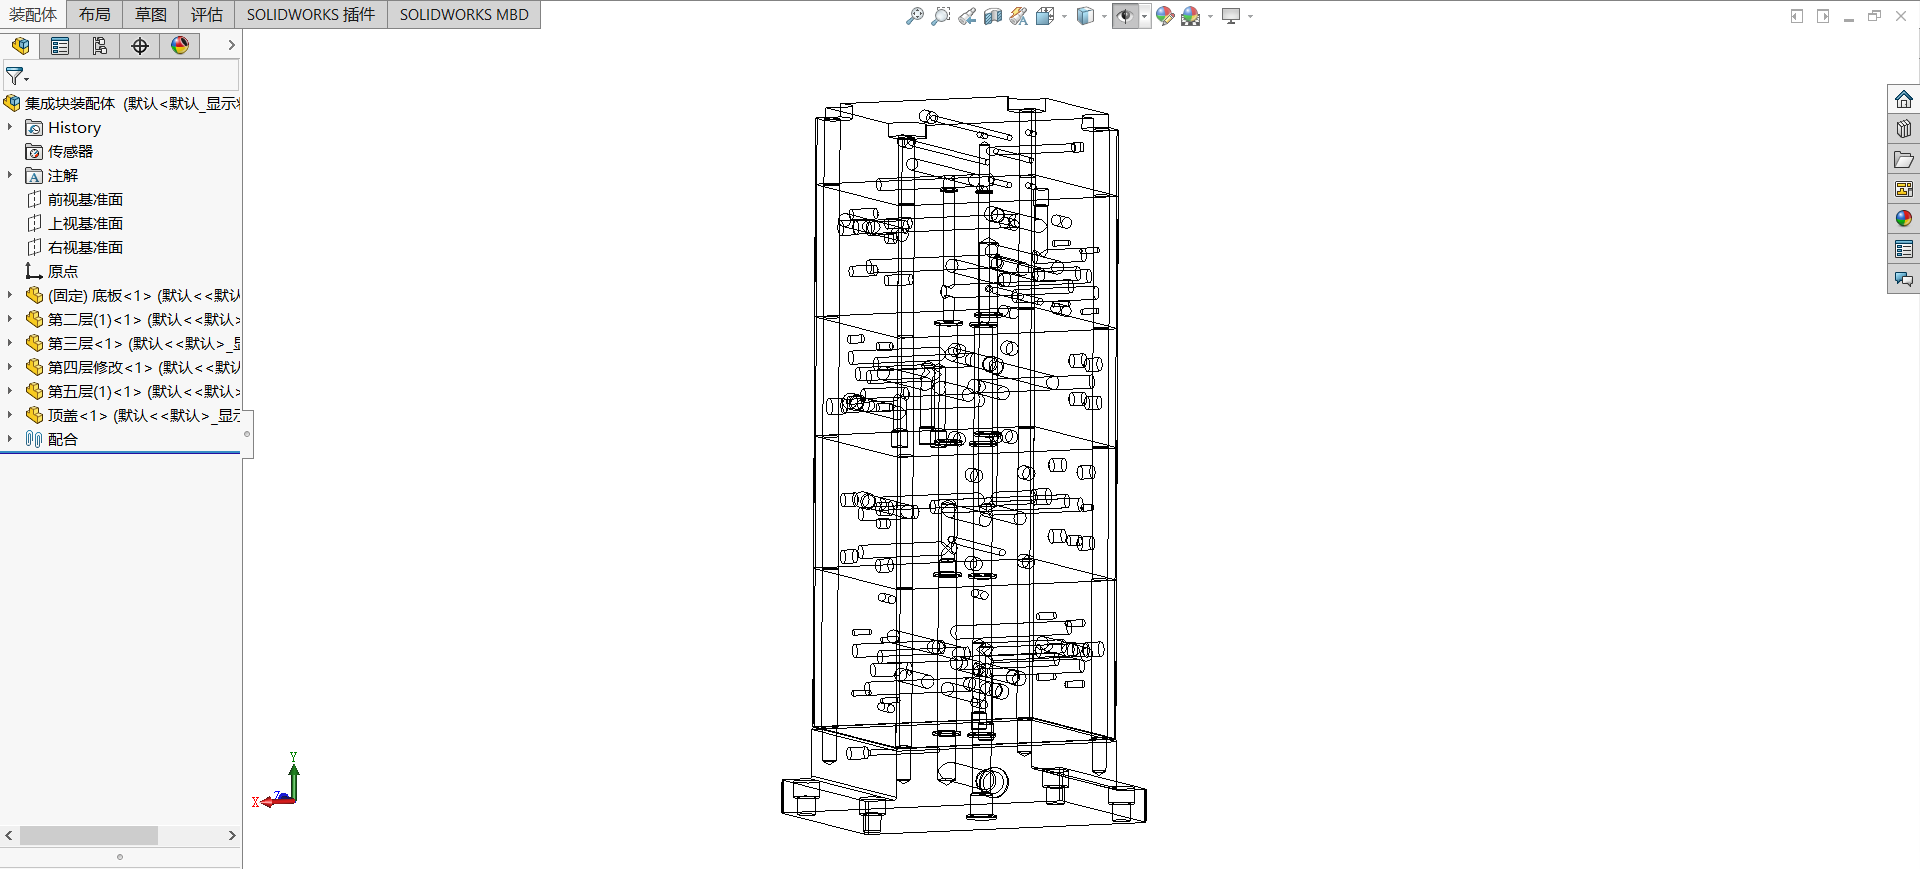 装配体 布局 草图 评估 SOLIDWORKS 插件 SOLIDWORKS MBD
集成块装配体 (默认<默认_显示
History
传感器
注解
前视基准面
上视基准面
右视基准面
原点
(固定) 底板<1> (默认<<默认
第二层(1)<1> (默认<<默认>
第三层<1> (默认<<默认>_显
第四层修改<1> (默认<<默认
第五层(1)<1> (默认<<默认>
顶盖<1> (默认<<默认>_显示
配合
Y
X
Z